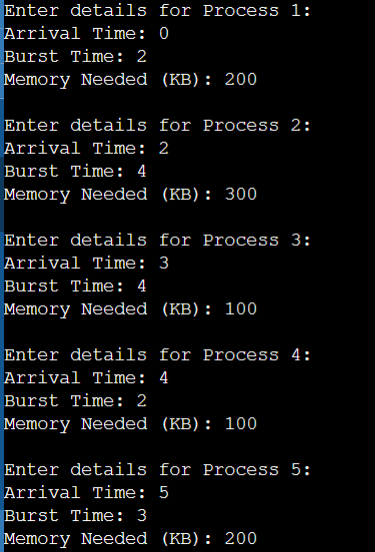 Enter details for Process 1:
Arrival Time: 0
Burst Time: 2
Memory Needed (KB): 200
Enter details for Process 2:
Arrival Time: 2
Burst Time: 4
Memory Needed (KB): 300
Enter details for Process 3:
Arrival Time: 3
Burst Time: 4
Memory Needed (KB): 100
Enter details for Process 4:
Arrival Time: 4
Burst Time: 2
Memory Needed (KB): 100
Enter details for Process 5:
Arrival Time: 5
Burst Time: 3
Memory Needed (KB): 200